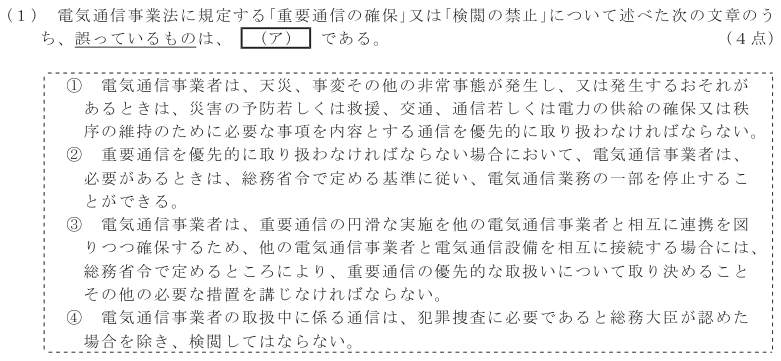 (1) 電気通信事業法に規定する「重要通信の確保」又は「検閲の禁止」について述べた次の文章のう
ち、誤っているものは、 (ア) である。 (4点)
① 電気通信事業者は、天災、事変その他の非常事態が発生し、又は発生するおそれが
あるときは、災害の予防若しくは救援、交通、通信若しくは電力の供給の確保又は秩
序の維持のために必要な事項を内容とする通信を優先的に取り扱わなければならない。
② 重要通信を優先的に取り扱わなければならない場合において、電気通信事業者は、
必要があるときは、総務省令で定める基準に従い、電気通信業務の一部を停止するこ
とができる。
③ 電気通信事業者は、重要通信の円滑な実施を他の電気通信事業者と相互に連携を図
りつつ確保するため、他の電気通信事業者と電気通信設備を相互に接続する場合には、
総務省令で定めるところにより、重要通信の優先的な取扱いについて取り決めること
その他の必要な措置を講じなければならない。
④ 電気通信事業者の取扱中に係る通信は、犯罪捜査に必要であると総務大臣が認めた
場合を除き、検閲してはならない。